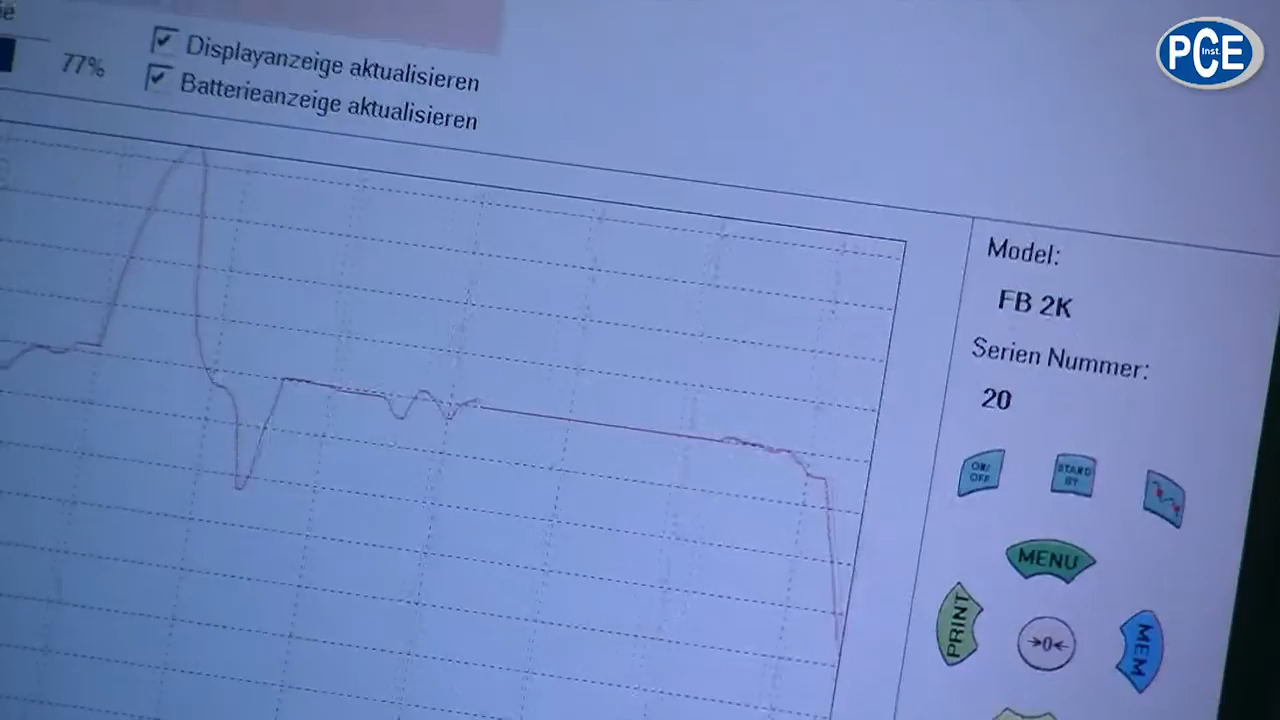 ie
77%
Displayanzeige aktualisieren
Batterieanzeige aktualisieren
PCE
Inst.
Model:
FB 2K
Serien Nummer:
20
ON/
OFF
STAND
BY
MENU
PRINT
→0←
MEM